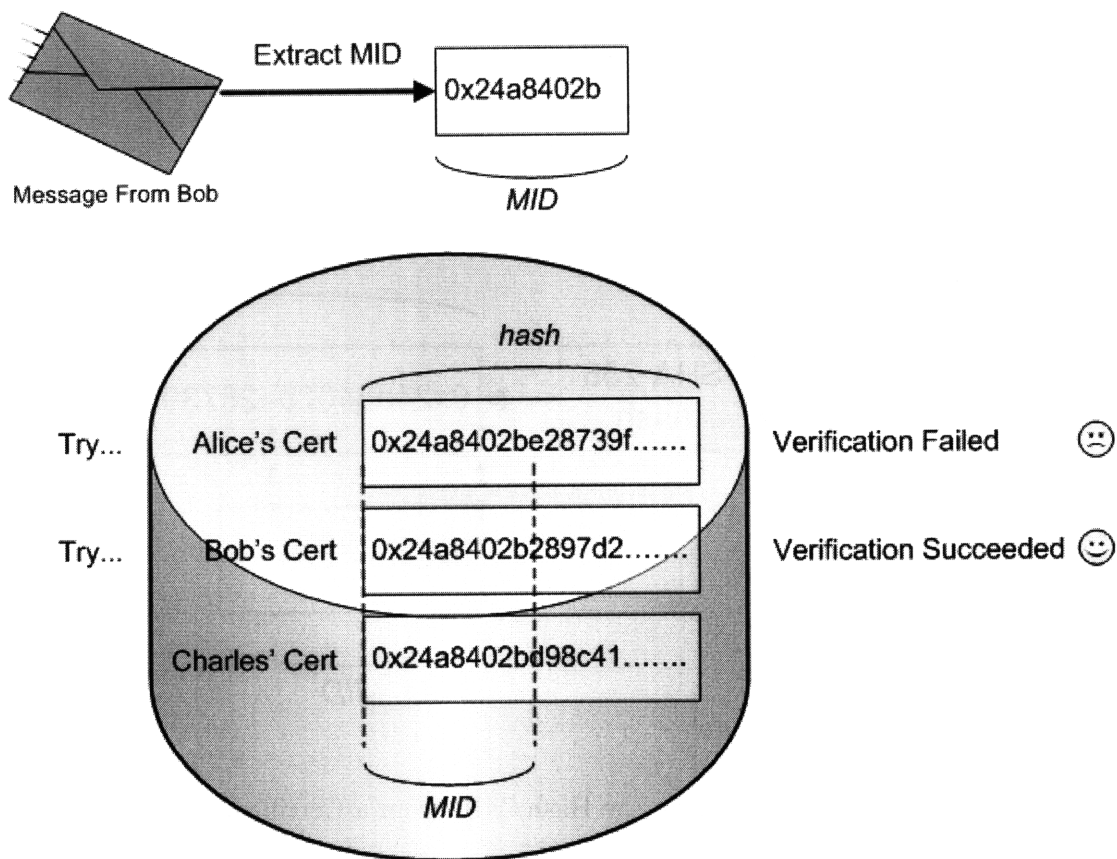 Extract MID
0x24a8402b
Message From Bob
MID
hash
Try... Alice's Cert 0x24a8402be28739f...... Verification Failed
Try... Bob's Cert 0x24a8402b2897d2....... Verification Succeeded
Charles' Cert 0x24a8402bd98c41.......
MID